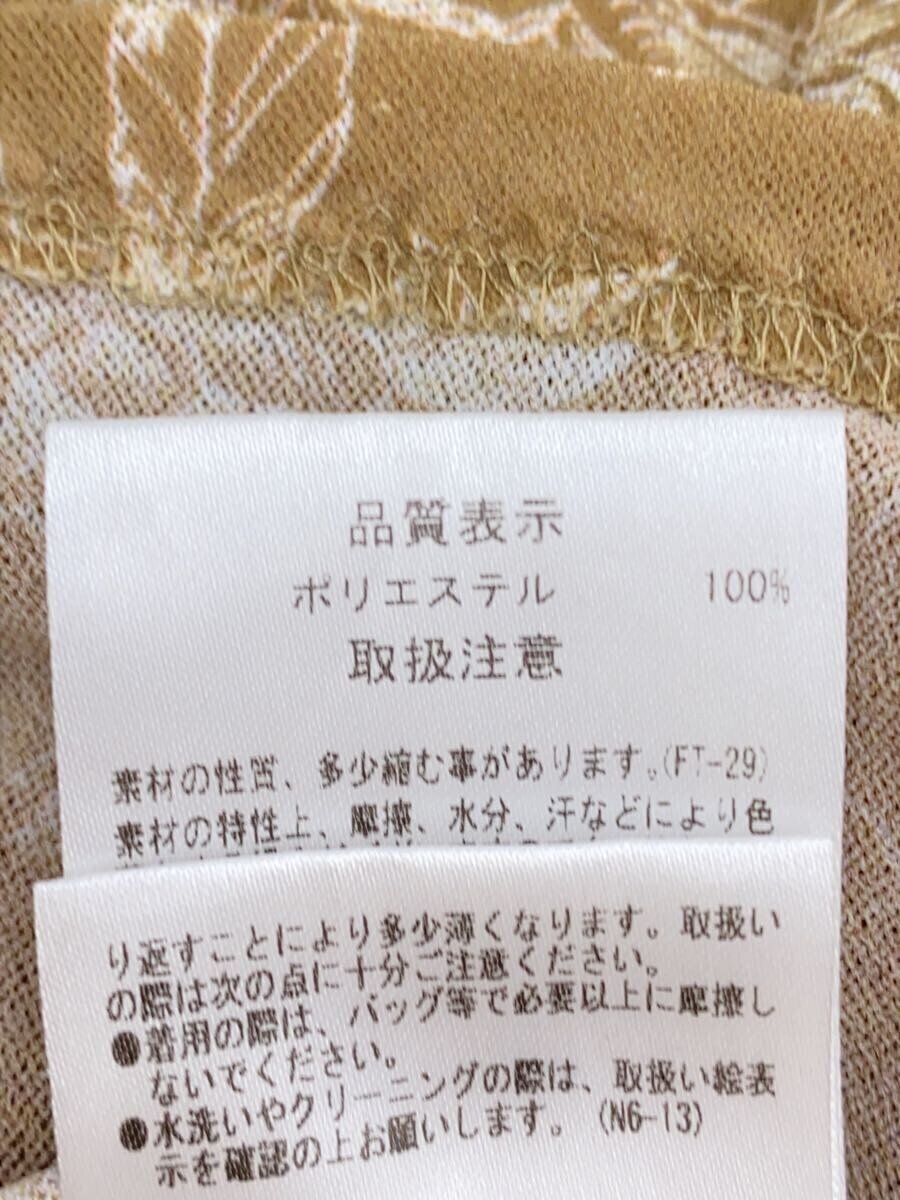 品質表示
ポリエステル 100%
取扱注意
素材の性質、多少縮む事があります。(FT-29)
素材の特性上、摩擦、水分、汗などにより色
り返すことにより多少薄くなります。取扱い
の際は次の点に十分ご注意ください。
●着用の際は、バッグ等で必要以上に摩擦し
ないでください。
●水洗いやクリーニングの際は、取扱い絵表
示を確認の上お願いします。(N6-13)